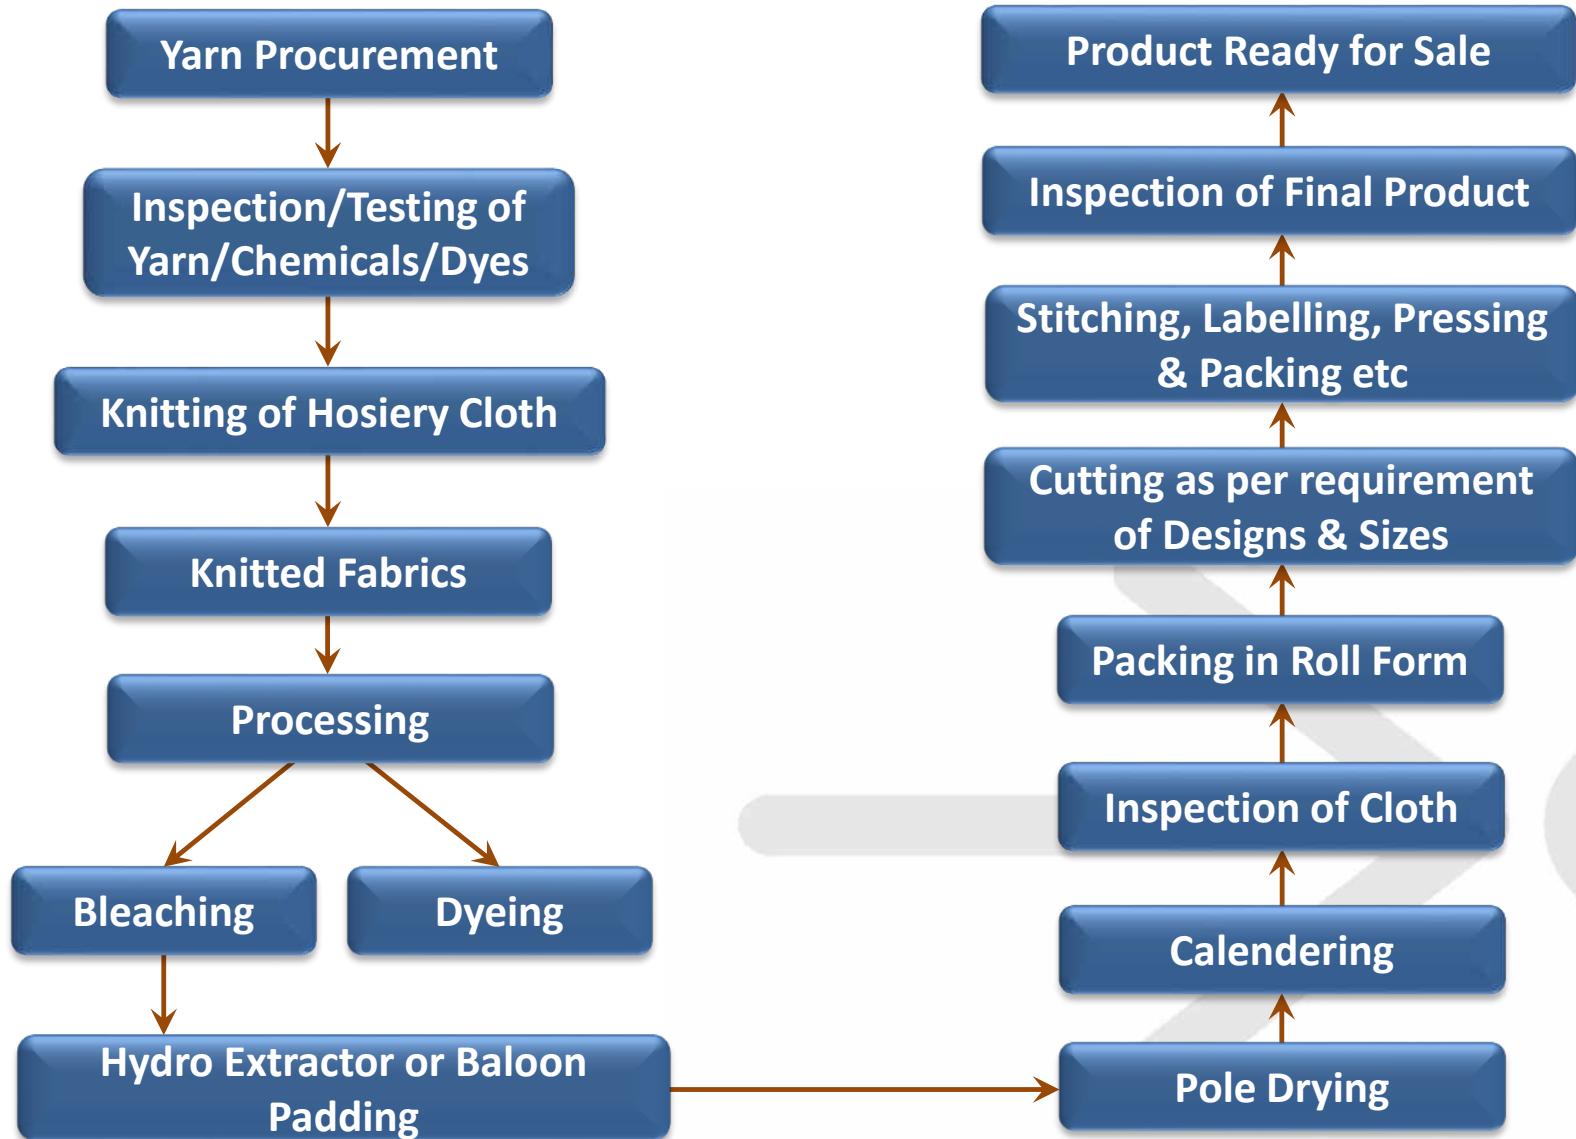 Yarn Procurement
Inspection/Testing of
Yarn/Chemicals/Dyes
Knitting of Hosiery Cloth
Knitted Fabrics
Processing
Bleaching
Dyeing
Hydro Extractor or Baloon
Padding
Pole Drying
Calendering
Inspection of Cloth
Packing in Roll Form
Cutting as per requirement
of Designs & Sizes
Stitching, Labelling, Pressing
& Packing etc
Inspection of Final Product
Product Ready for Sale